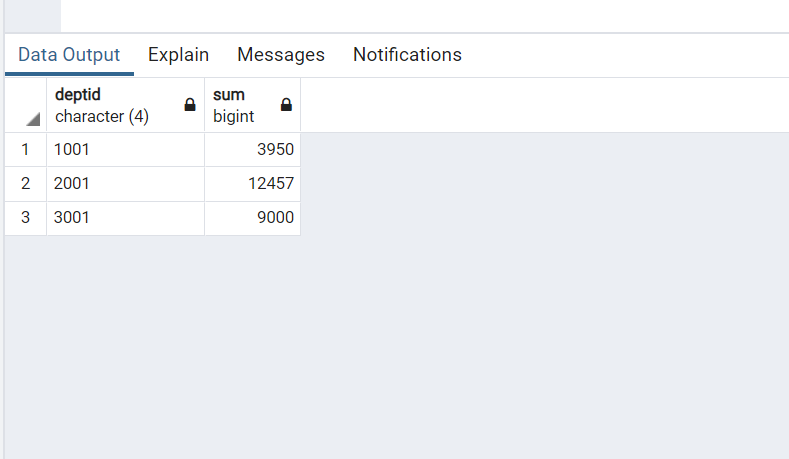 Data Output Explain Messages Notifications
deptid sum
character (4) bigint
1 1001 3950
2 2001 12457
3 3001 9000